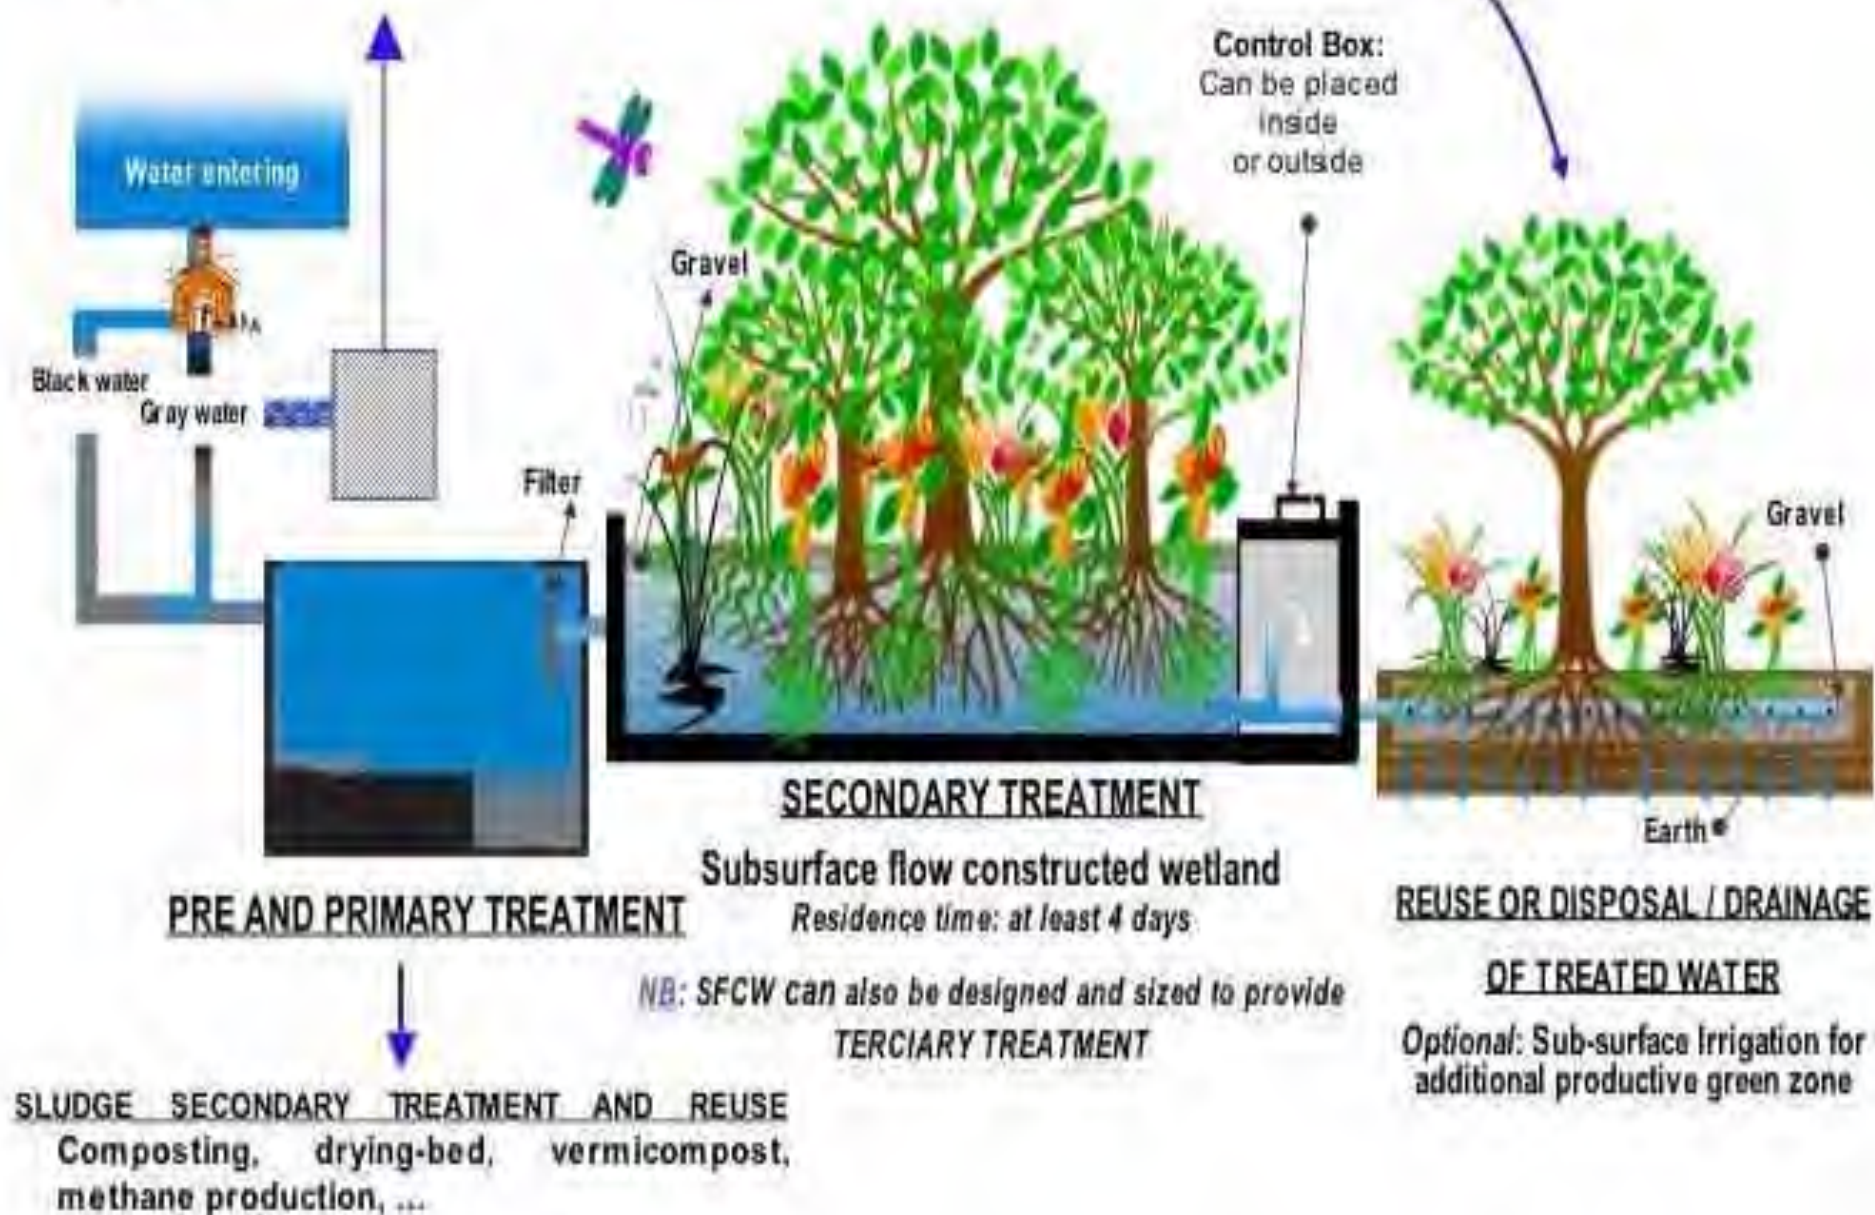 Control Box:
Can be placed
inside
or outside
Water entering
Gravel
Black water
Gray water
Filter
Gravel
Earth
SECONDARY TREATMENT
Subsurface flow constructed wetland
Residence time: at least 4 days
NB: SFCW can also be designed and sized to provide
TERCIARY TREATMENT
PRE AND PRIMARY TREATMENT
SLUDGE SECONDARY TREATMENT AND REUSE
Composting, drying-bed, vermicompost,
methane production, ...
REUSE OR DISPOSAL / DRAINAGE
OF TREATED WATER
Optional: Sub-surface Irrigation for
additional productive green zone